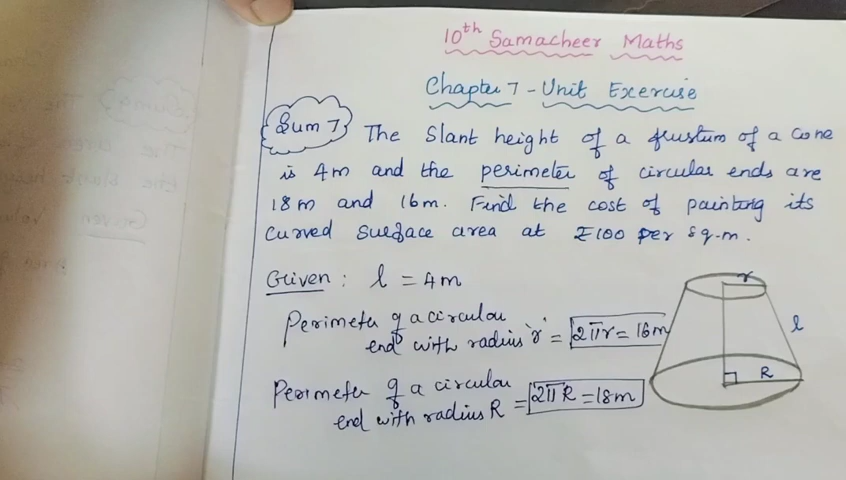 10th Samacheer Maths
Chapter 7 - Unit Exercise
Sum 7 The Slant height of a frustum of a Cone
is 4m and the perimeter of circular ends are
18m and 16m. Find the cost of painting its
Curved Surface area at ₹100 per sq.m.
Given : l = 4m
Perimeter of a circular
end with radius 'r' = 2πr = 16m
Perimeter of a circular
end with radius R = 2πR = 18m
r
l
R